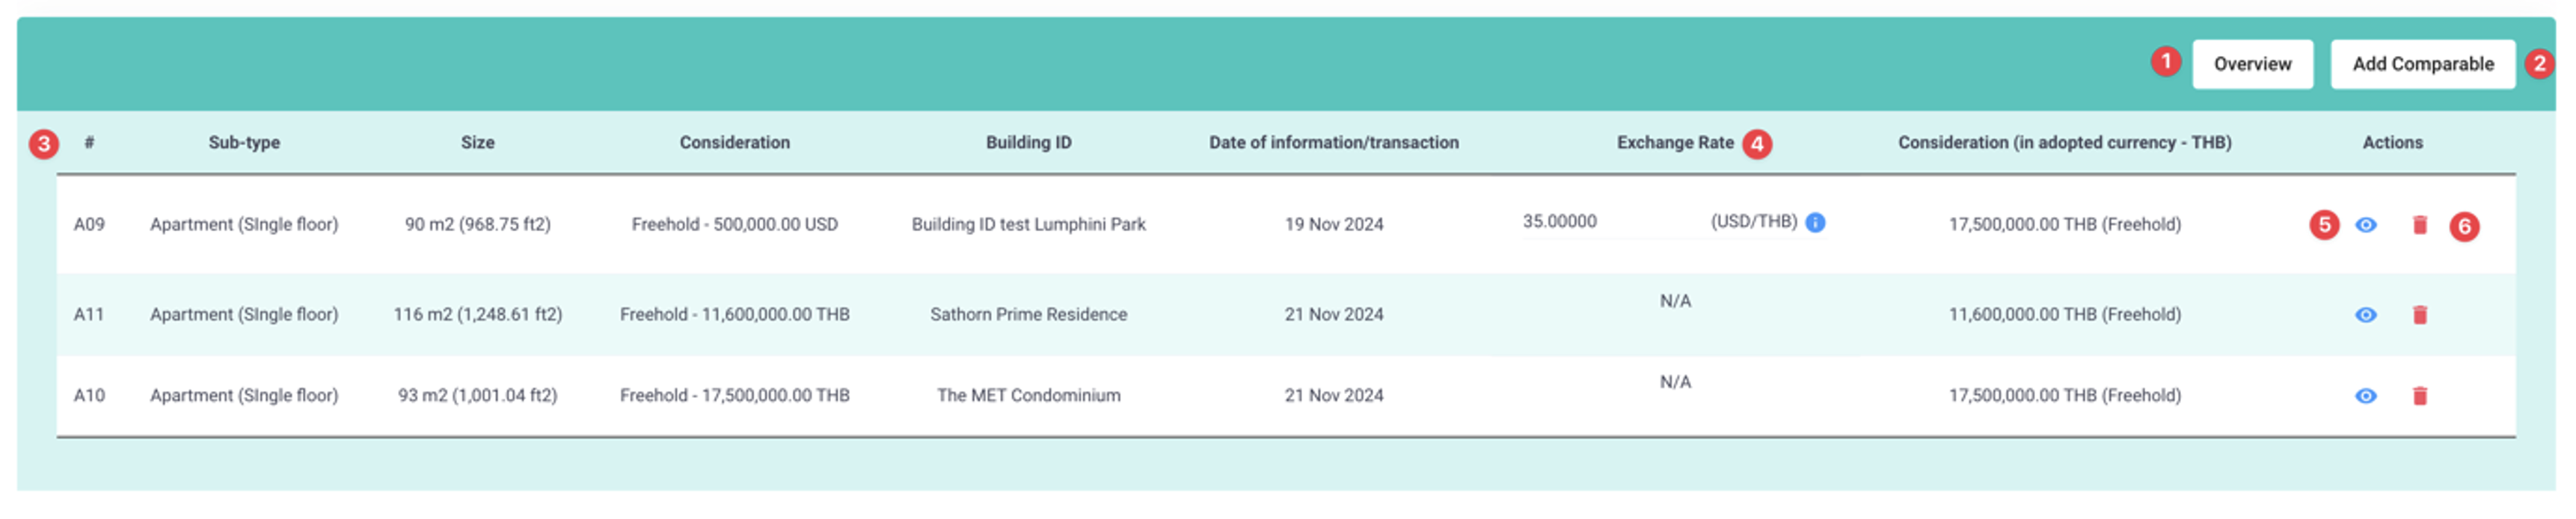 1 Overview Add Comparable 2
3 # Sub-type Size Consideration Building ID Date of information/transaction Exchange Rate 4 Consideration (in adopted currency - THB) Actions
A09 Apartment (SIngle floor) 90 m2 (968.75 ft2) Freehold - 500,000.00 USD Building ID test Lumphini Park 19 Nov 2024 35.00000 (USD/THB) i 17,500,000.00 THB (Freehold) 5 6
A11 Apartment (SIngle floor) 116 m2 (1,248.61 ft2) Freehold - 11,600,000.00 THB Sathorn Prime Residence 21 Nov 2024 N/A 11,600,000.00 THB (Freehold)
A10 Apartment (SIngle floor) 93 m2 (1,001.04 ft2) Freehold - 17,500,000.00 THB The MET Condominium 21 Nov 2024 N/A 17,500,000.00 THB (Freehold)